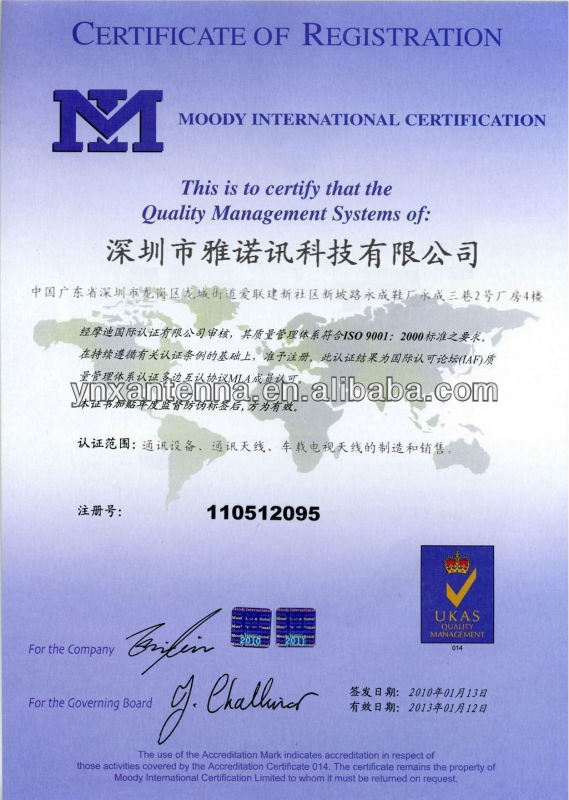 CERTIFICATE OF REGISTRATION
MOODY INTERNATIONAL CERTIFICATION
This is to certify that the
Quality Management Systems of:
深圳市雅诺讯科技有限公司
中国广东省深圳市龙岗区龙城街道爱联建新社区新坡路永成鞋厂永成三巷2号厂房4楼
经摩迪国际认证有限公司审核，其质量管理体系符合ISO 9001：2000标准之要求。
在持续遵循有关认证条例的基础上，准予注册，此认证结果为国际认可论坛(IAF)质
量管理体系认证多边互认协议MLA成员认可。
ynxantenna.en.alibaba.com
本证书加贴年度监督防伪标签后，方为有效。
认证范围：通讯设备、通讯天线、车载电视天线的制造和销售。
注册号：
110512095
UKAS
QUALITY
MANAGEMENT
014
Moody International
2010
Moody International
2011
For the Company
For the Governing Board
签发日期：2010年01月13日
有效日期：2013年01月12日
The use of the Accreditation Mark indicates accreditation in respect of
those activities covered by the Accreditation Certificate 014. The certificate remains the property of
Moody International Certification Limited to whom it must be returned on request.